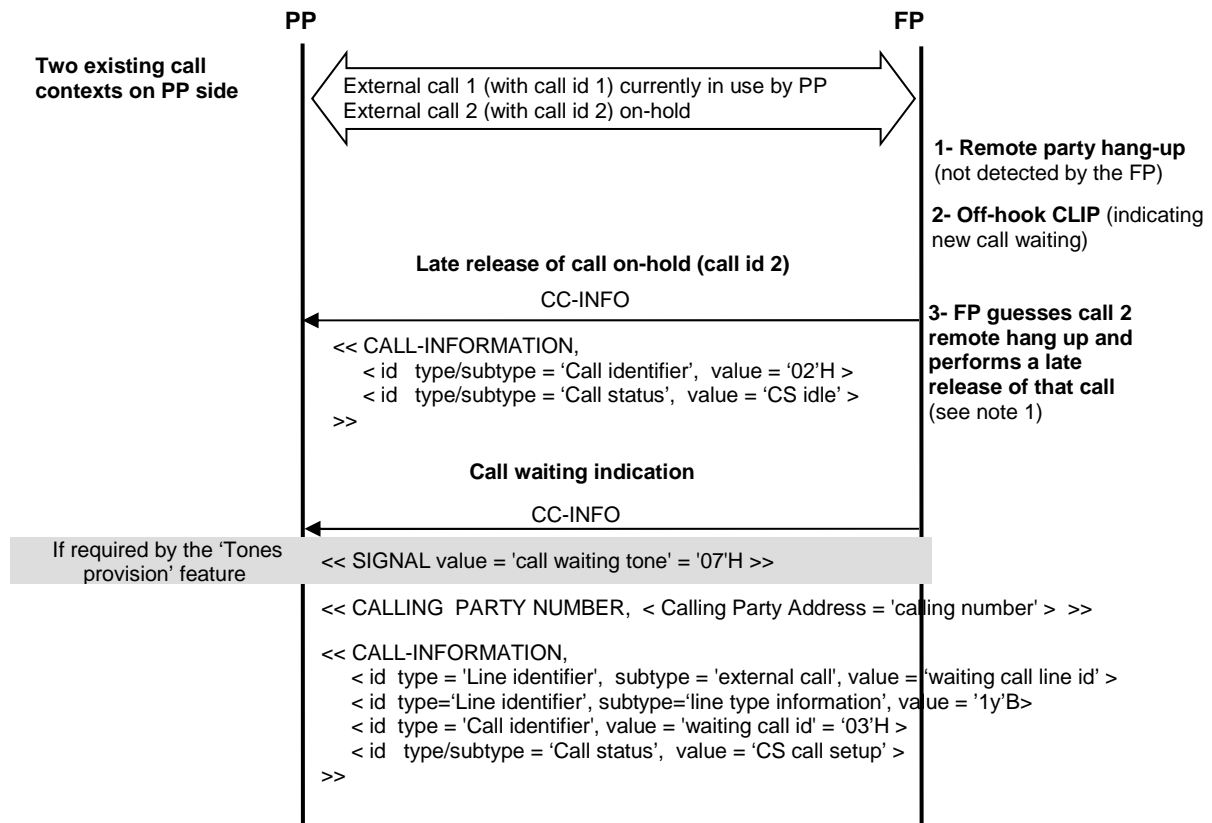 PP
FP
Two existing call
contexts on PP side
External call 1 (with call id 1) currently in use by PP
External call 2 (with call id 2) on-hold
1- Remote party hang-up
(not detected by the FP)
2- Off-hook CLIP (indicating
new call waiting)
Late release of call on-hold (call id 2)
CC-INFO
3- FP guesses call 2
remote hang up and
performs a late
release of that call
(see note 1)
<< CALL-INFORMATION,
< id type/subtype = ‘Call identifier’, value = ‘02’H >
< id type/subtype = ‘Call status’, value = ‘CS idle’ >
>>
Call waiting indication
CC-INFO
If required by the ‘Tones
provision’ feature
<< SIGNAL value = 'call waiting tone' = '07'H >>
<< CALLING PARTY NUMBER, < Calling Party Address = 'calling number' > >>
<< CALL-INFORMATION,
< id type = 'Line identifier', subtype = 'external call', value = ‘waiting call line id’ >
< id type=‘Line identifier’, subtype=‘line type information’, value = ’1y’B>
< id type = 'Call identifier', value = 'waiting call id' = ‘03’H >
< id type/subtype = ‘Call status’, value = ‘CS call setup’ >
>>